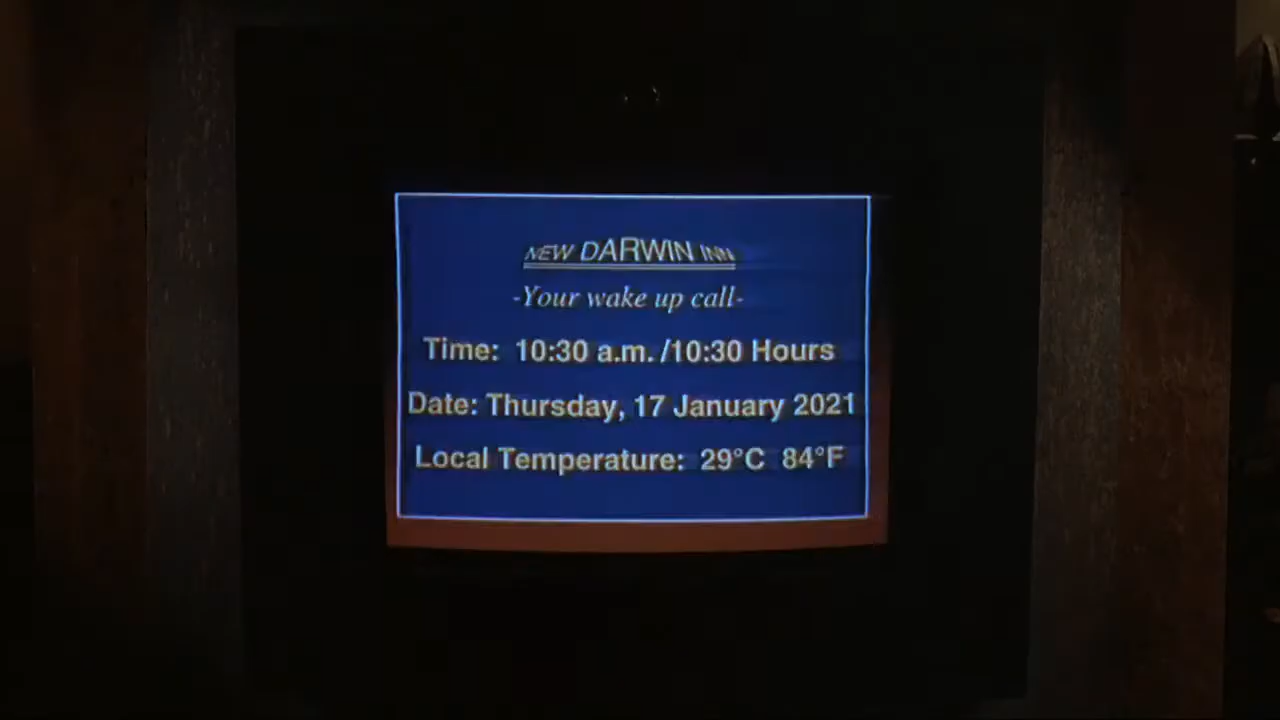 NEW DARWIN INN
-Your wake up call-
Time: 10:30 a.m. /10:30 Hours
Date: Thursday, 17 January 2021
Local Temperature: 29°C 84°F